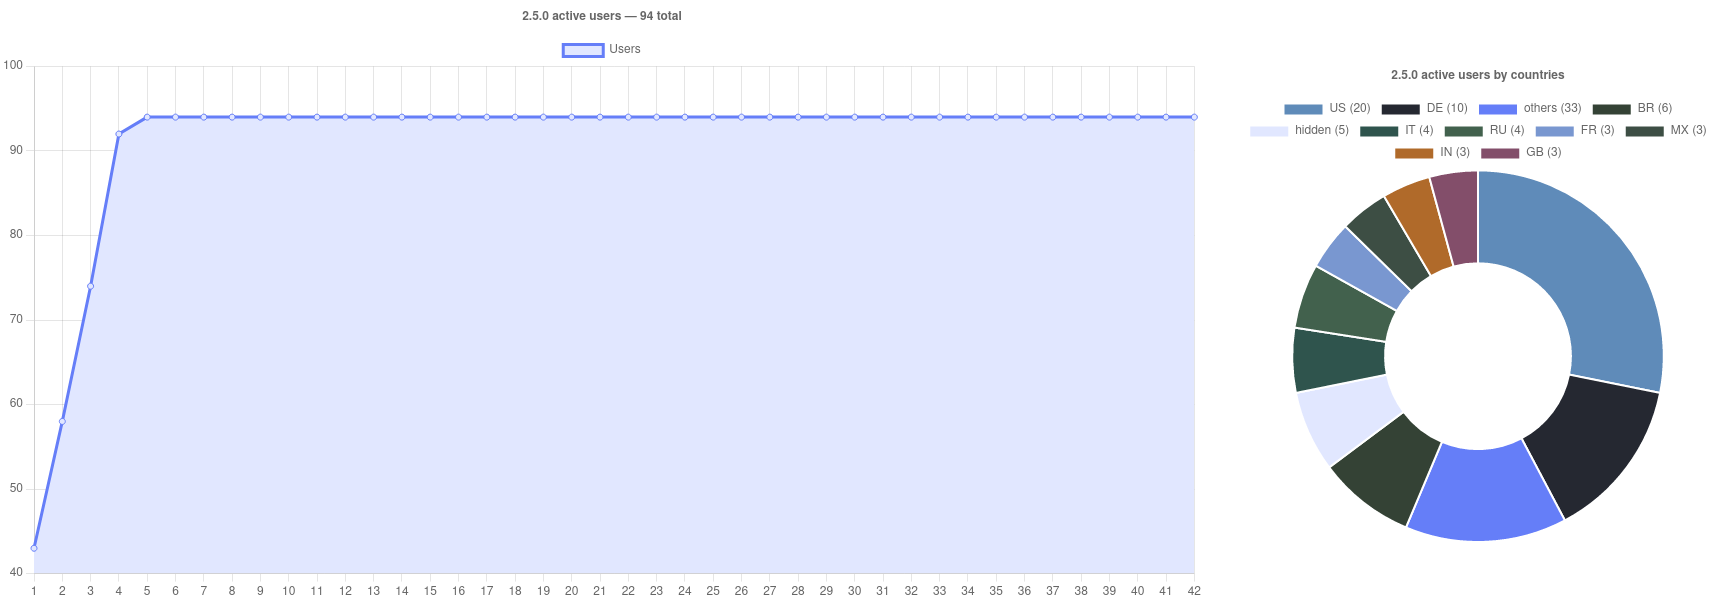 2.5.0 active users — 94 total
Users
100
90
80
70
60
50
40
1 2 3 4 5 6 7 8 9 10 11 12 13 14 15 16 17 18 19 20 21 22 23 24 25 26 27 28 29 30 31 32 33 34 35 36 37 38 39 40 41 42
2.5.0 active users by countries
US (20) DE (10) others (33) BR (6)
hidden (5) IT (4) RU (4) FR (3) MX (3)
IN (3) GB (3)